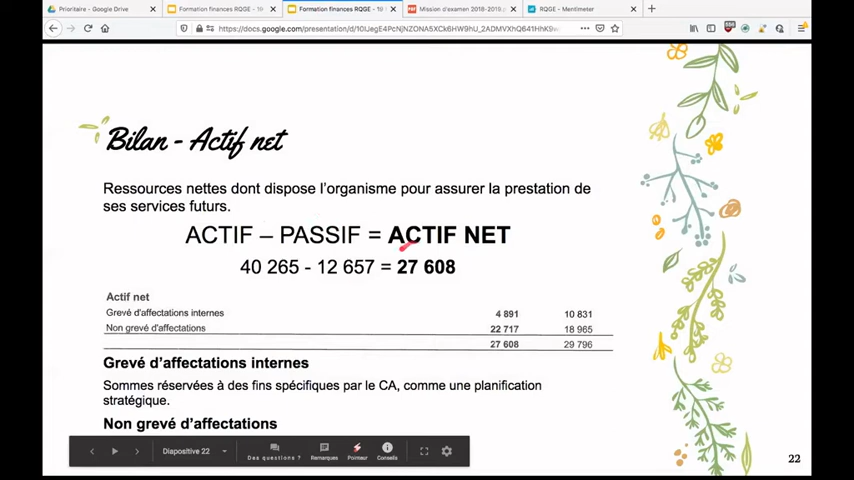 Prioritaire - Google Drive
Formation finances RQGE - 19
Formation finances RQGE - 19
Mission d'examen 2018-2019.p
RQGE - Mentimeter
https://docs.google.com/presentation/d/
Bilan - Actif net
Ressources nettes dont dispose l'organisme pour assurer la prestation de
ses services futurs.
ACTIF – PASSIF = ACTIF NET
40 265 - 12 657 = 27 608
Actif net
Grevé d'affectations internes 4 891 10 831
Non grevé d'affectations 22 717 18 965
27 608 29 796
Grevé d'affectations internes
Sommes réservées à des fins spécifiques par le CA, comme une planification
stratégique.
Non grevé d'affectations
Diapositive 22
Des questions ?
Remarques
Pointeur
Conseils
22